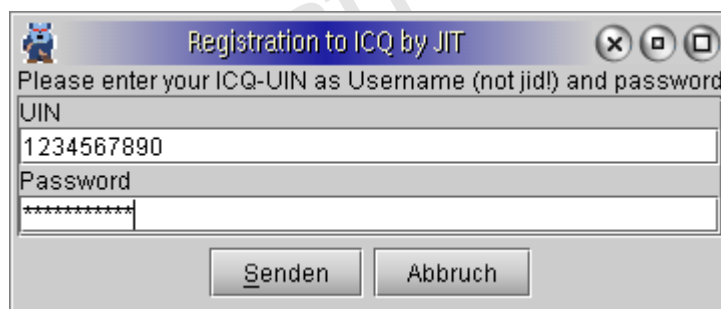 Registration to ICQ by JIT
Please enter your ICQ-UIN as Username (not jid!) and password
UIN
1234567890
Password
***********
Senden Abbruch